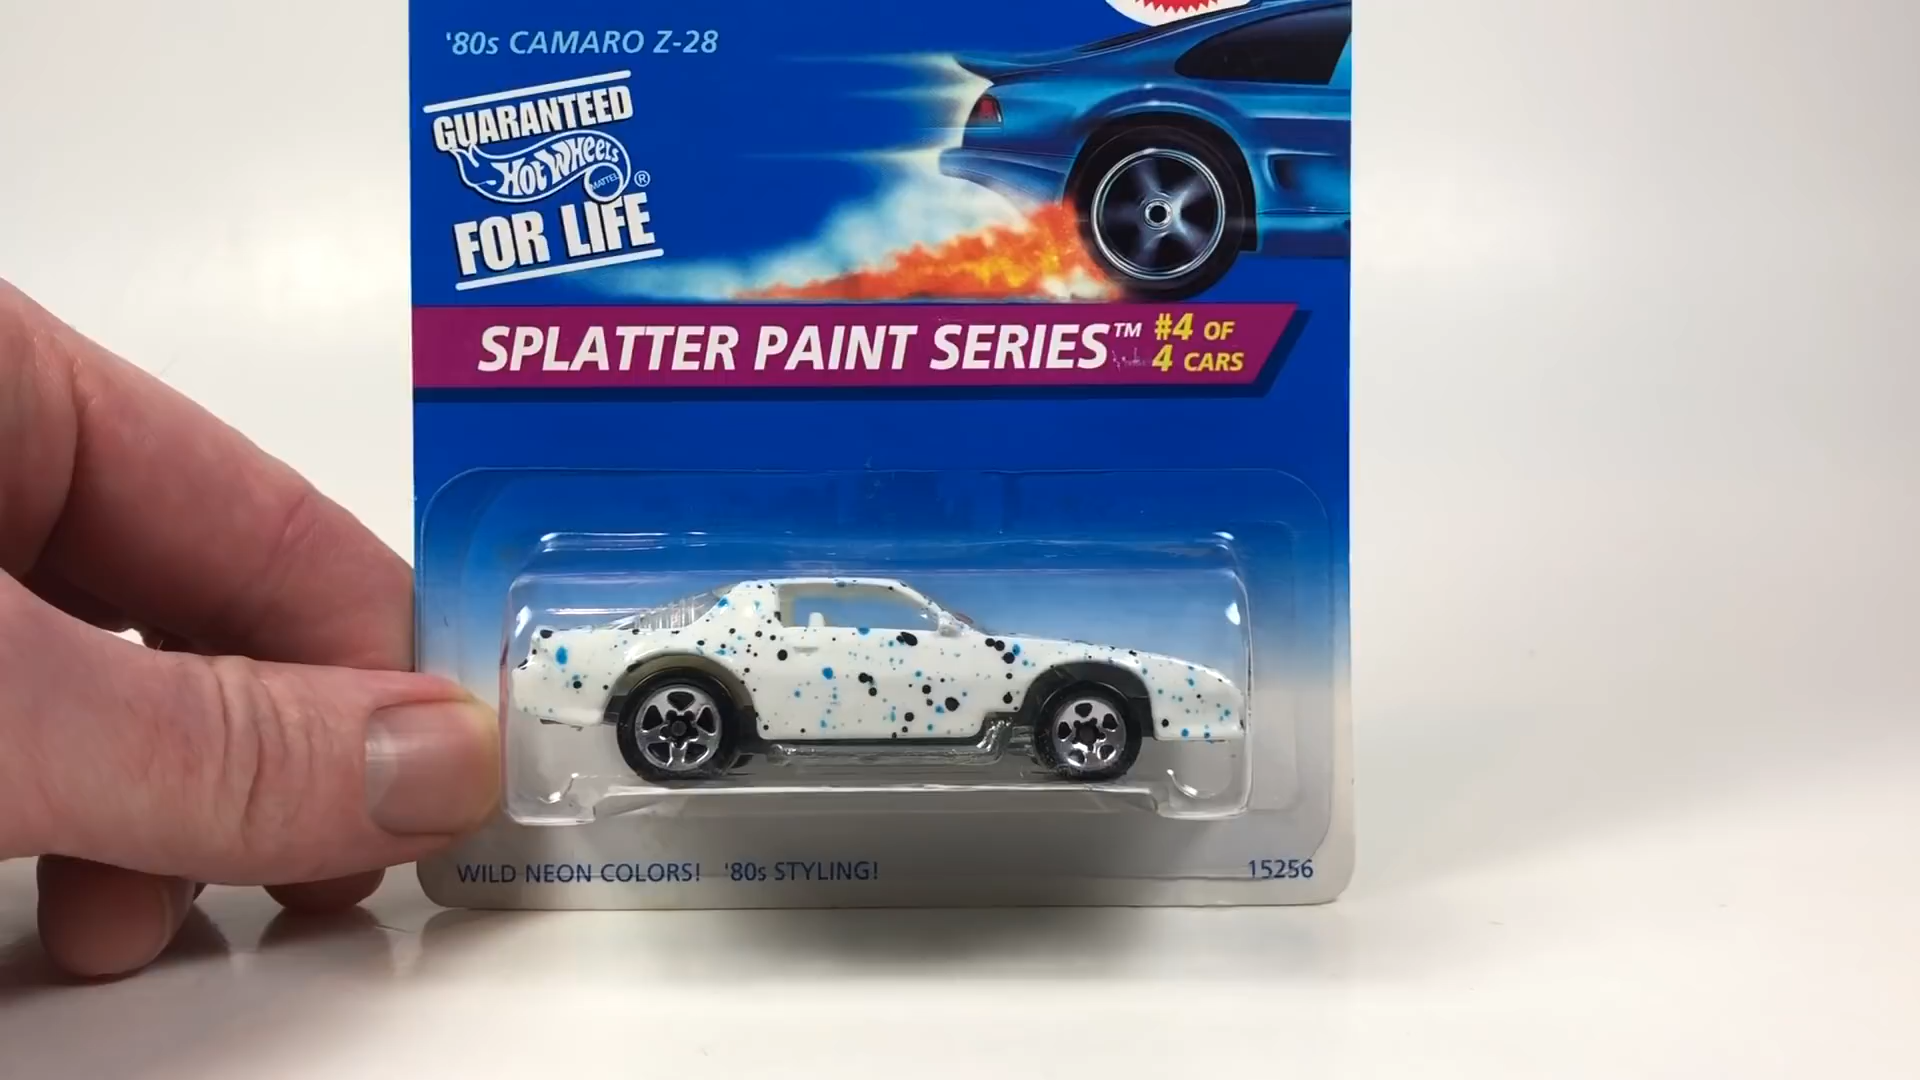 '80s CAMARO Z-28
GUARANTEED
Hot Wheels
MATTEL
®
FOR LIFE
SPLATTER PAINT SERIES™ #4 OF
4 CARS
WILD NEON COLORS! '80s STYLING!
15256